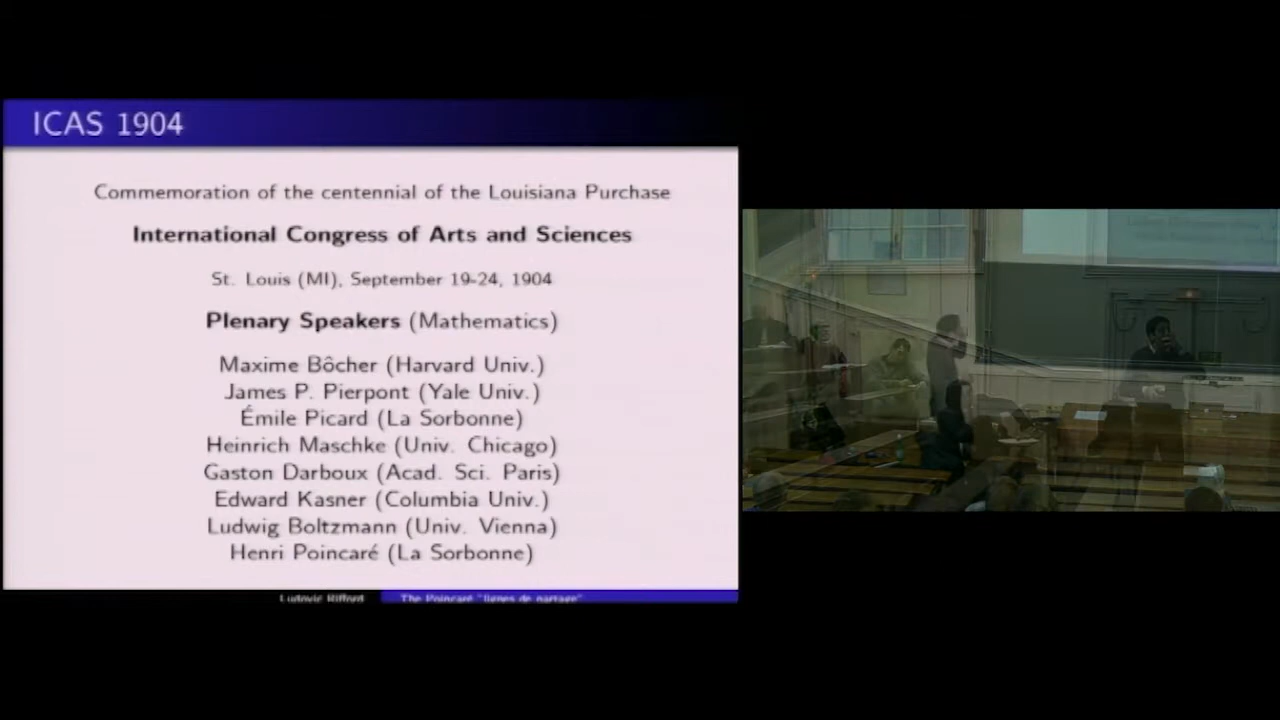 ICAS 1904
Commemoration of the centennial of the Louisiana Purchase
International Congress of Arts and Sciences
St. Louis (MI), September 19-24, 1904
Plenary Speakers (Mathematics)
Maxime Bôcher (Harvard Univ.)
James P. Pierpont (Yale Univ.)
Émile Picard (La Sorbonne)
Heinrich Maschke (Univ. Chicago)
Gaston Darboux (Acad. Sci. Paris)
Edward Kasner (Columbia Univ.)
Ludwig Boltzmann (Univ. Vienna)
Henri Poincaré (La Sorbonne)
Ludovic Rifford The Poincaré "lignes de partage"